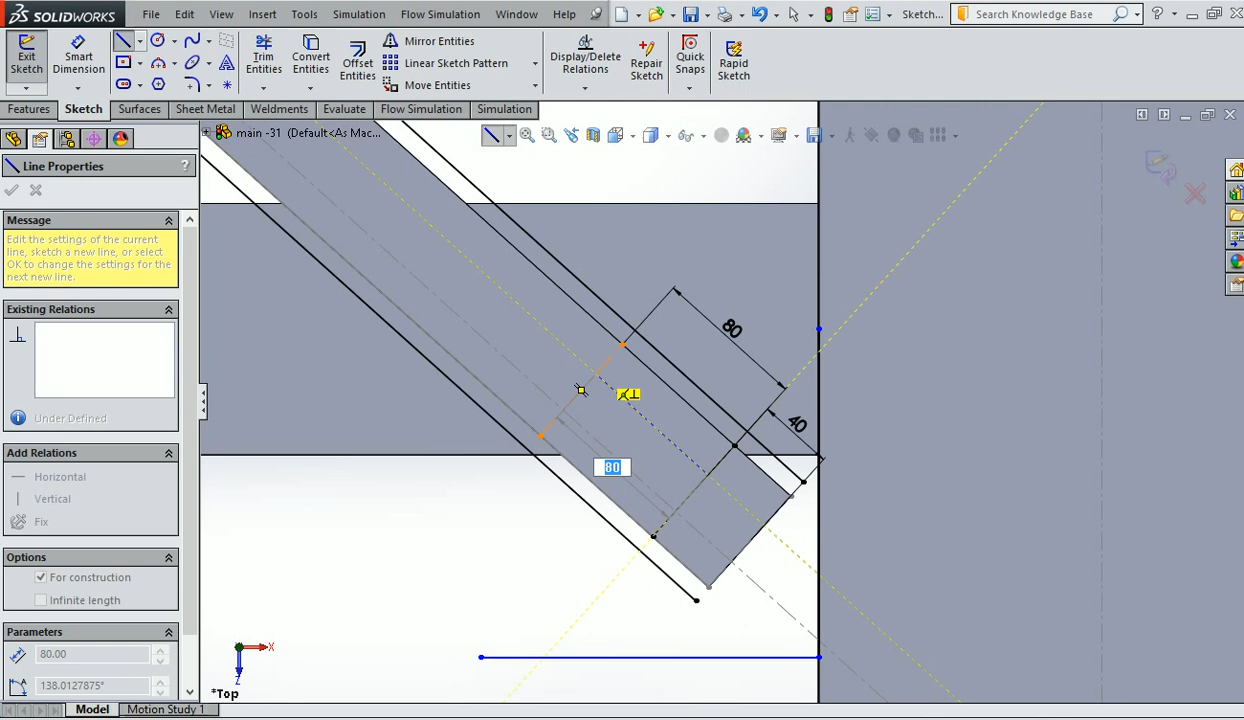 SOLIDWORKS
File Edit View Insert Tools Simulation Flow Simulation Window Help
Sketch...
Search Knowledge Base
Exit Sketch
Smart Dimension
Trim Entities
Convert Entities
Offset Entities
Mirror Entities
Linear Sketch Pattern
Move Entities
Display/Delete Relations
Repair Sketch
Quick Snaps
Rapid Sketch
Features Sketch Surfaces Sheet Metal Weldments Evaluate Flow Simulation Simulation
main -31 (Default<As Mac...
Line Properties ?
Message
Edit the settings of the current
line, sketch a new line, or select
OK to change the settings for the
next new line.
Existing Relations
Under Defined
Add Relations
Horizontal
Vertical
Fix
Options
For construction
Infinite length
Parameters
80.00
138.0127875°
80
40
80
X
Z
*Top
Model Motion Study 1